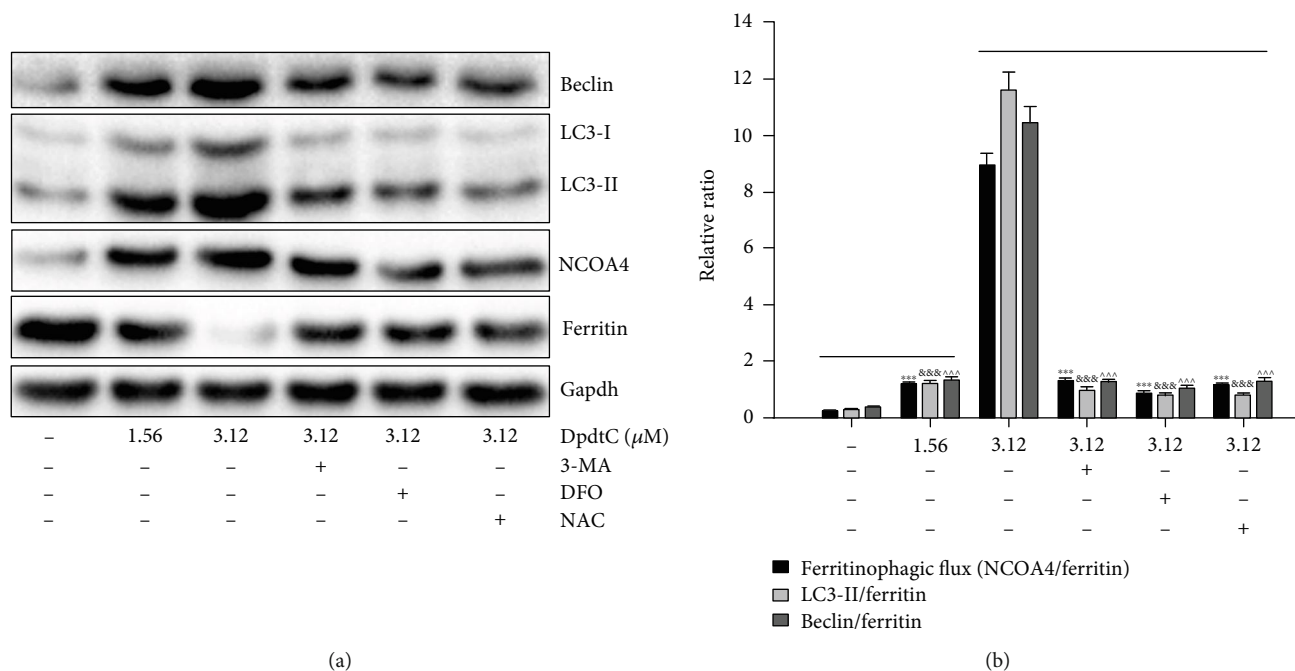 Beclin
LC3-I
LC3-II
NCOA4
Ferritin
Gapdh
– 1.56 3.12 3.12 3.12 3.12 DpdtC (μM)
– – – + – – 3-MA
– – – – + – DFO
– – – – – + NAC
(a)
Relative ratio
14
12
10
8
6
4
2
0
*** &&& ^^^ *** &&& ^^^ *** &&& ^^^ *** &&& ^^^
– 1.56 3.12 3.12 3.12 3.12
– – – + – –
– – – – + –
– – – – – +
Ferritinophagic flux (NCOA4/ferritin)
LC3-II/ferritin
Beclin/ferritin
(b)